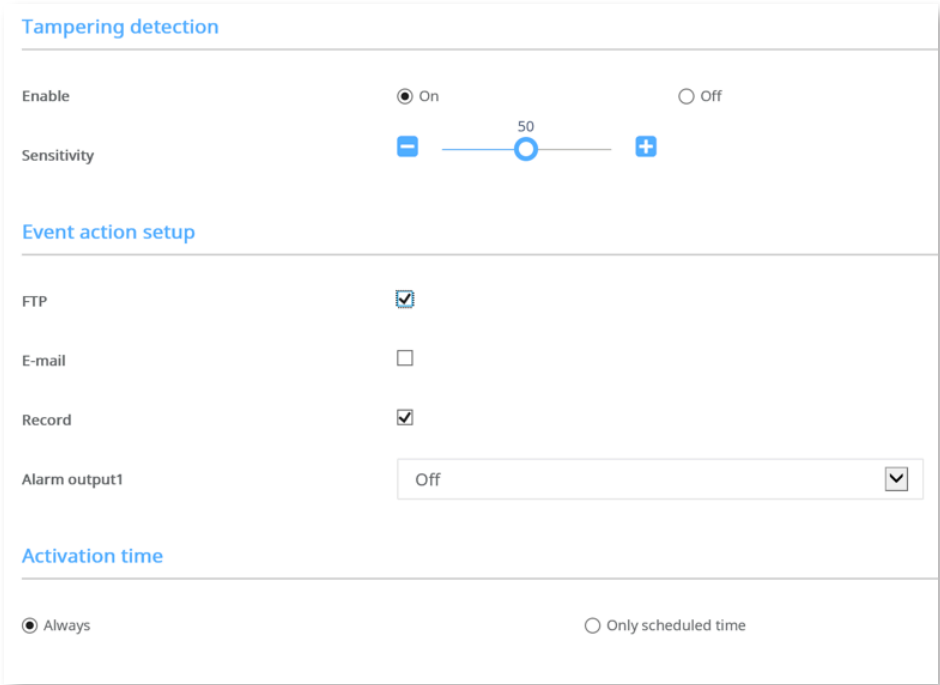 Tampering detection
Enable On Off
50
Sensitivity
Event action setup
FTP
E-mail
Record
Alarm output1 Off
Activation time
Always Only scheduled time